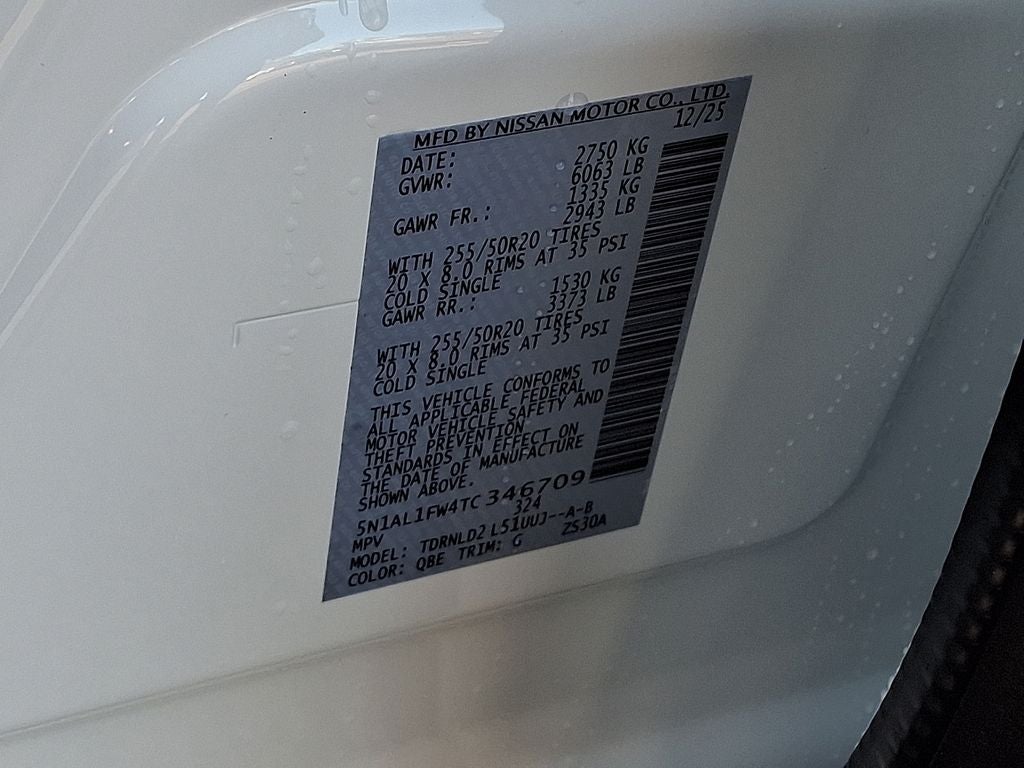 MFD BY NISSAN MOTOR CO., LTD.
DATE: 12/25
GVWR: 2750 KG
6063 LB
GAWR FR.: 1335 KG
2943 LB
WITH 255/50R20 TIRES
20 X 8.0 RIMS AT 35 PSI
COLD SINGLE
GAWR RR.: 1530 KG
3373 LB
WITH 255/50R20 TIRES
20 X 8.0 RIMS AT 35 PSI
COLD SINGLE
THIS VEHICLE CONFORMS TO
ALL APPLICABLE FEDERAL
MOTOR VEHICLE SAFETY AND
THEFT PREVENTION
STANDARDS IN EFFECT ON
THE DATE OF MANUFACTURE
SHOWN ABOVE.
5N1AL1FW4TC346709
MPV 324
MODEL: TDRNLD2 L51UUJ--A-B
COLOR: QBE TRIM: G ZS30A